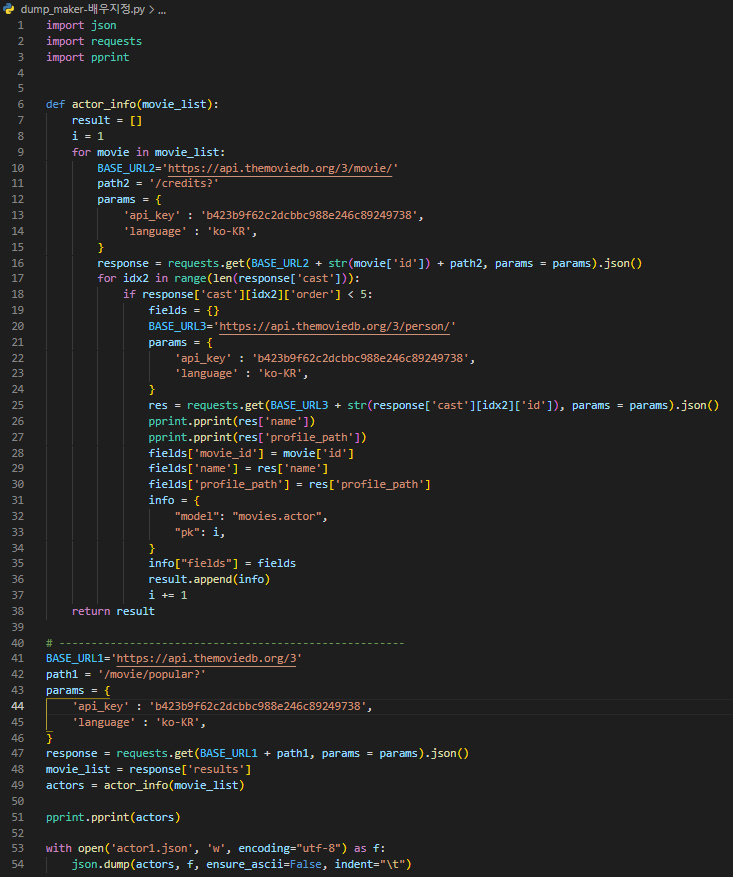 dump_maker-배우지정.py > ...
1 import json
2 import requests
3 import pprint
4
5
6 def actor_info(movie_list):
7     result = []
8     i = 1
9     for movie in movie_list:
10         BASE_URL2='https://api.themoviedb.org/3/movie/'
11         path2 = '/credits?'
12         params = {
13             'api_key' : 'b423b9f62c2dcbbc988e246c89249738',
14             'language' : 'ko-KR',
15         }
16         response = requests.get(BASE_URL2 + str(movie['id']) + path2, params = params).json()
17         for idx2 in range(len(response['cast'])):
18             if response['cast'][idx2]['order'] < 5:
19                 fields = {}
20                 BASE_URL3='https://api.themoviedb.org/3/person/'
21                 params = {
22                     'api_key' : 'b423b9f62c2dcbbc988e246c89249738',
23                     'language' : 'ko-KR',
24                 }
25                 res = requests.get(BASE_URL3 + str(response['cast'][idx2]['id']), params = params).json()
26                 pprint.pprint(res['name'])
27                 pprint.pprint(res['profile_path'])
28                 fields['movie_id'] = movie['id']
29                 fields['name'] = res['name']
30                 fields['profile_path'] = res['profile_path']
31                 info = {
32                     "model": "movies.actor",
33                     "pk": i,
34                 }
35                 info["fields"] = fields
36                 result.append(info)
37                 i += 1
38     return result
39
40 # ------------------------------------------------------
41 BASE_URL1='https://api.themoviedb.org/3'
42 path1 = '/movie/popular?'
43 params = {
44     'api_key' : 'b423b9f62c2dcbbc988e246c89249738',
45     'language' : 'ko-KR',
46 }
47 response = requests.get(BASE_URL1 + path1, params = params).json()
48 movie_list = response['results']
49 actors = actor_info(movie_list)
50
51 pprint.pprint(actors)
52
53 with open('actor1.json', 'w', encoding="utf-8") as f:
54     json.dump(actors, f, ensure_ascii=False, indent="\t")